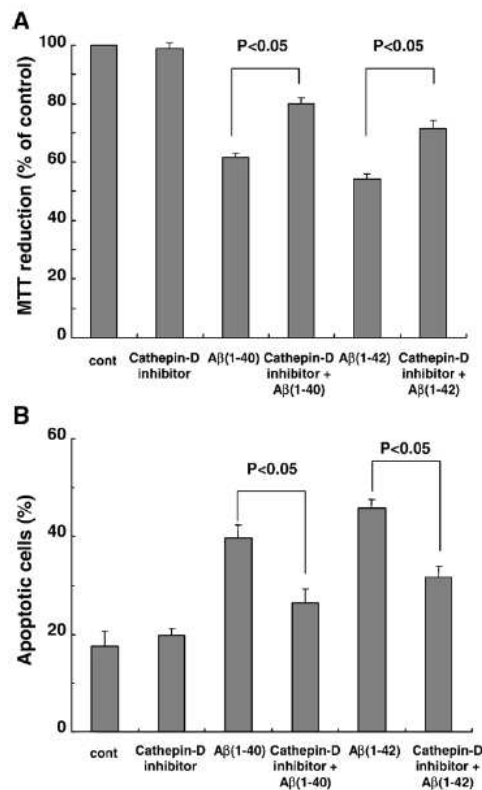 A
P<0.05
P<0.05
MTT reduction (% of control)
100
80
60
40
20
0
cont
Cathepin-D
inhibitor
Aβ(1-40)
Cathepin-D
inhibitor +
Aβ(1-40)
Aβ(1-42)
Cathepin-D
inhibitor +
Aβ(1-42)
B
P<0.05
P<0.05
Apoptotic cells (%)
60
40
20
0
cont
Cathepin-D
inhibitor
Aβ(1-40)
Cathepin-D
inhibitor +
Aβ(1-40)
Aβ(1-42)
Cathepin-D
inhibitor +
Aβ(1-42)